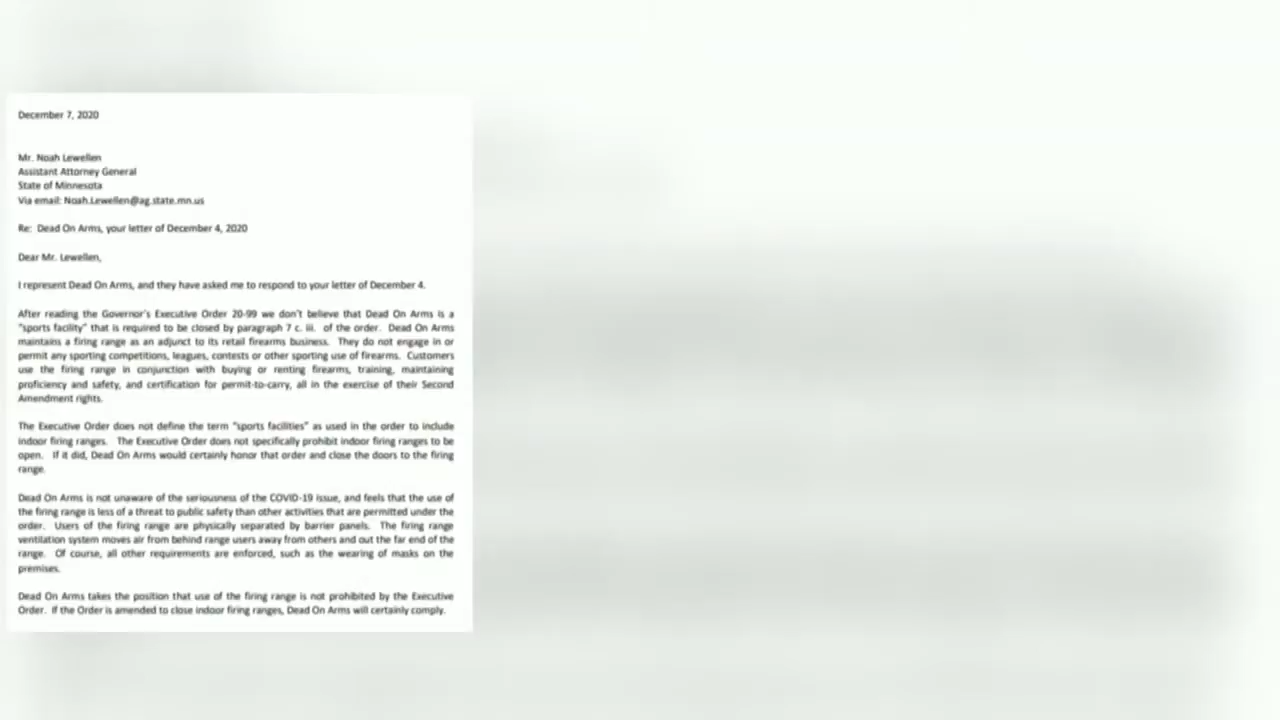 December 7, 2020
Mr. Noah Lewellen
Assistant Attorney General
State of Minnesota
Via email: Noah.Lewellen@ag.state.mn.us
Re: Dead On Arms, your letter of December 4, 2020
Dear Mr. Lewellen,
I represent Dead On Arms, and they have asked me to respond to your letter of December 4.
After reading the Governor's Executive Order 20-99 we don't believe that Dead On Arms is a
"sports facility" that is required to be closed by paragraph 7 c. iii. of the order. Dead On Arms
maintains a firing range as an adjunct to its retail firearms business. They do not engage in or
permit any sporting competitions, leagues, contests or other sporting use of firearms. Customers
use the firing range in conjunction with buying or renting firearms, training, maintaining
proficiency and safety, and certification for permit-to-carry, all in the exercise of their Second
Amendment rights.
The Executive Order does not define the term "sports facilities" as used in the order to include
indoor firing ranges. The Executive Order does not specifically prohibit indoor firing ranges to be
open. If it did, Dead On Arms would certainly honor that order and close the doors to the firing
range.
Dead On Arms is not unaware of the seriousness of the COVID-19 issue, and feels that the use of
the firing range is less of a threat to public safety than other activities that are permitted under the
order. Users of the firing range are physically separated by barrier panels. The firing range
ventilation system moves air from behind range users away from others and out the far end of the
range. Of course, all other requirements are enforced, such as the wearing of masks on the
premises.
Dead On Arms takes the position that use of the firing range is not prohibited by the Executive
Order. If the Order is amended to close indoor firing ranges, Dead On Arms will certainly comply.